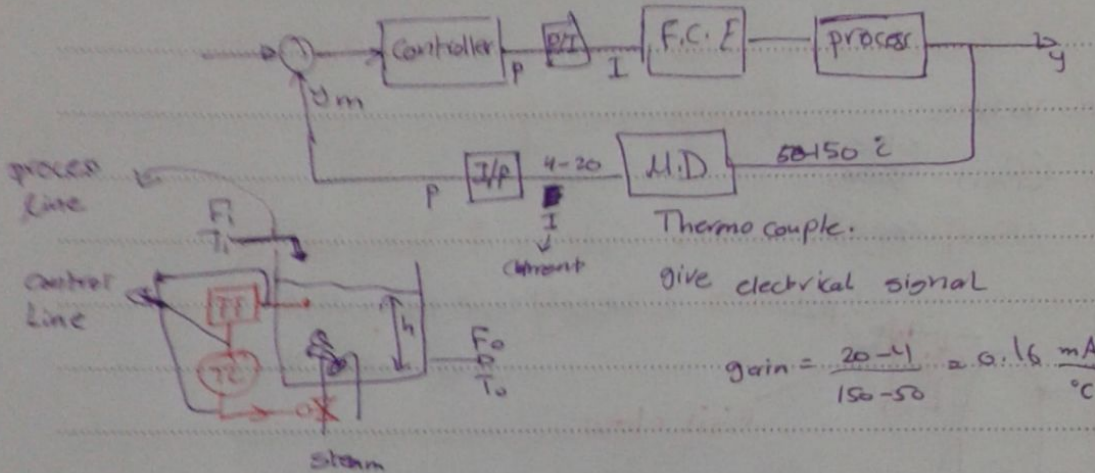 Controller P P/I I F.C.E process y
ym
P I/P 4-20 M.D 50-150 c
I
current
Thermo couple.
give electrical signal
proces line
Fi
Ti
control Line
TT
TC
h
Fo
To
gain = 20-4 / 150-50 = 0.16 mA/°C
steam